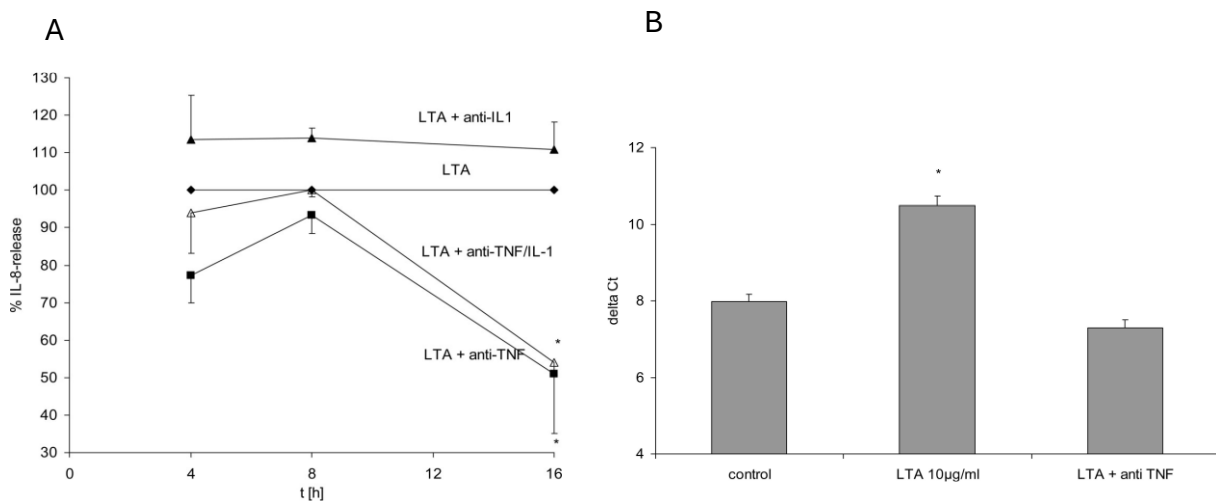 A
B
130
120
110
100
90
80
70
60
50
40
30
% IL-8-release
LTA + anti-IL1
LTA
LTA + anti-TNF/IL-1
LTA + anti-TNF
*
*
0
4
8
12
16
t [h]
12
10
8
6
4
delta Ct
*
control
LTA 10µg/ml
LTA + anti TNF